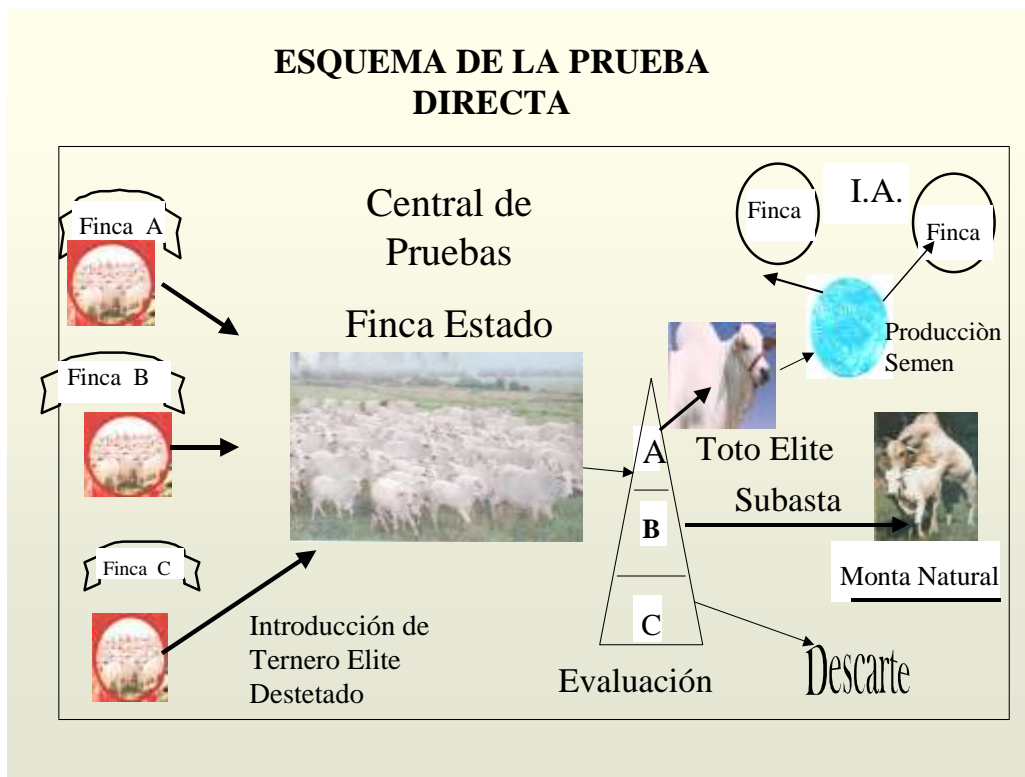 ESQUEMA DE LA PRUEBA
DIRECTA
Finca A
Finca B
Finca C
Introducción de
Ternero Elite
Destetado
Central de
Pruebas
Finca Estado
A
B
C
Evaluación
Toto Elite
Subasta
Monta Natural
Descarte
Finca
I.A.
Finca
Producciòn
Semen